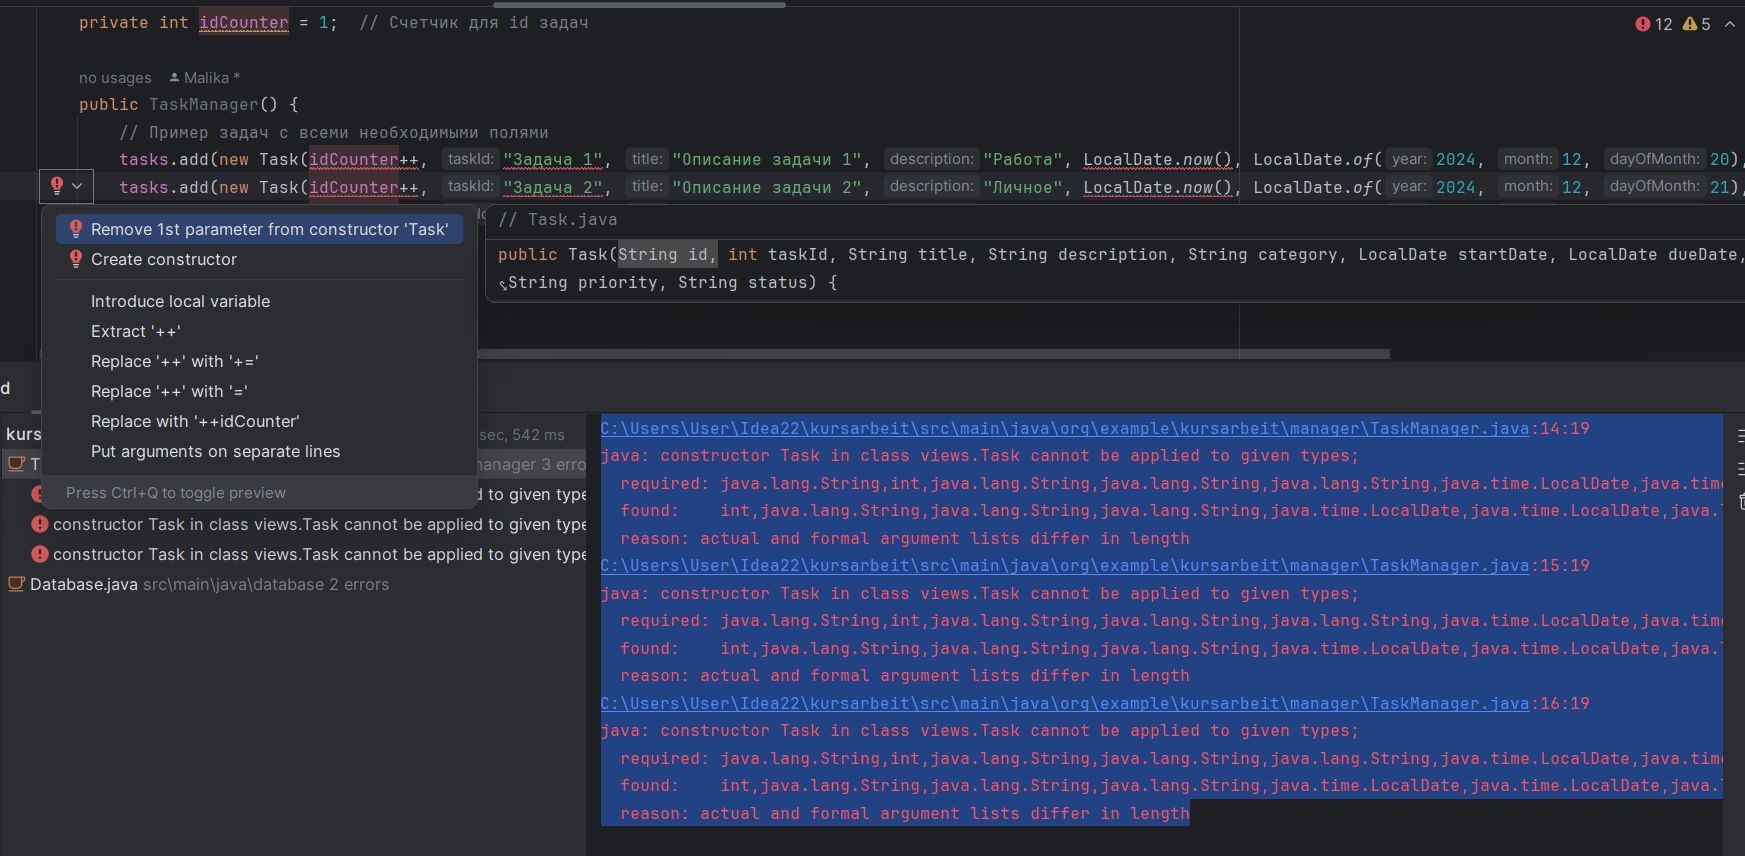 private int idCounter = 1;  // Счетчик для id задач
12 5
no usages Malika *
public TaskManager() {
// Пример задач с всеми необходимыми полями
tasks.add(new Task(idCounter++, taskId: "Задача 1", title: "Описание задачи 1", description: "Работа", LocalDate.now(), LocalDate.of( year: 2024, month: 12, dayOfMonth: 20),
tasks.add(new Task(idCounter++, taskId: "Задача 2", title: "Описание задачи 2", description: "Личное", LocalDate.now(), LocalDate.of( year: 2024, month: 12, dayOfMonth: 21),
Remove 1st parameter from constructor 'Task'
Create constructor
Introduce local variable
Extract '++'
Replace '++' with '+='
Replace '++' with '='
Replace with '++idCounter'
Put arguments on separate lines
Press Ctrl+Q to toggle preview
// Task.java
public Task(String id, int taskId, String title, String description, String category, LocalDate startDate, LocalDate dueDate,
String priority, String status) {
d
kurs sec, 542 ms
T anager 3 erro
d to given type
constructor Task in class views.Task cannot be applied to given type
constructor Task in class views.Task cannot be applied to given type
Database.java src\main\java\database 2 errors
C:\Users\User\Idea22\kursarbeit\src\main\java\org\example\kursarbeit\manager\TaskManager.java:14:19
java: constructor Task in class views.Task cannot be applied to given types;
required: java.lang.String,int,java.lang.String,java.lang.String,java.lang.String,java.time.LocalDate,java.time
found:    int,java.lang.String,java.lang.String,java.lang.String,java.time.LocalDate,java.time.LocalDate,java.
reason: actual and formal argument lists differ in length
C:\Users\User\Idea22\kursarbeit\src\main\java\org\example\kursarbeit\manager\TaskManager.java:15:19
java: constructor Task in class views.Task cannot be applied to given types;
required: java.lang.String,int,java.lang.String,java.lang.String,java.lang.String,java.time.LocalDate,java.time
found:    int,java.lang.String,java.lang.String,java.lang.String,java.time.LocalDate,java.time.LocalDate,java.
reason: actual and formal argument lists differ in length
C:\Users\User\Idea22\kursarbeit\src\main\java\org\example\kursarbeit\manager\TaskManager.java:16:19
java: constructor Task in class views.Task cannot be applied to given types;
required: java.lang.String,int,java.lang.String,java.lang.String,java.lang.String,java.time.LocalDate,java.time
found:    int,java.lang.String,java.lang.String,java.lang.String,java.time.LocalDate,java.time.LocalDate,java.
reason: actual and formal argument lists differ in length